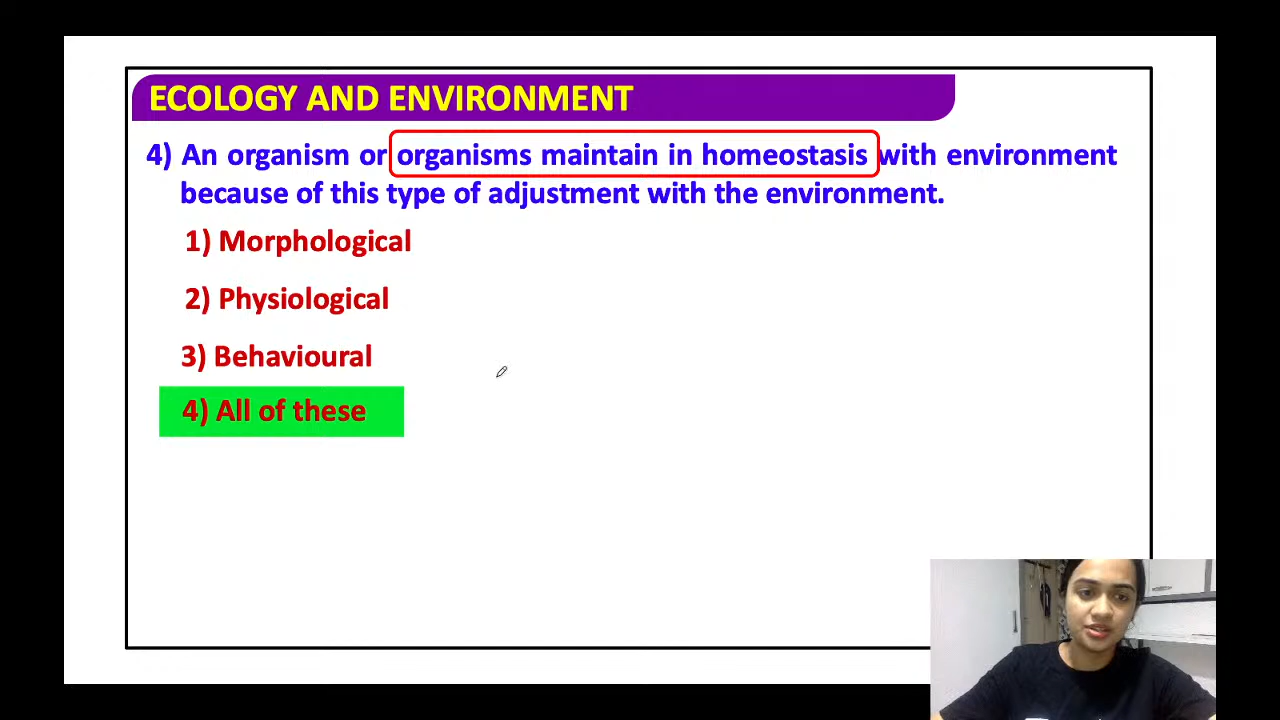 ECOLOGY AND ENVIRONMENT
4) An organism or organisms maintain in homeostasis with environment
because of this type of adjustment with the environment.
1) Morphological
2) Physiological
3) Behavioural
4) All of these